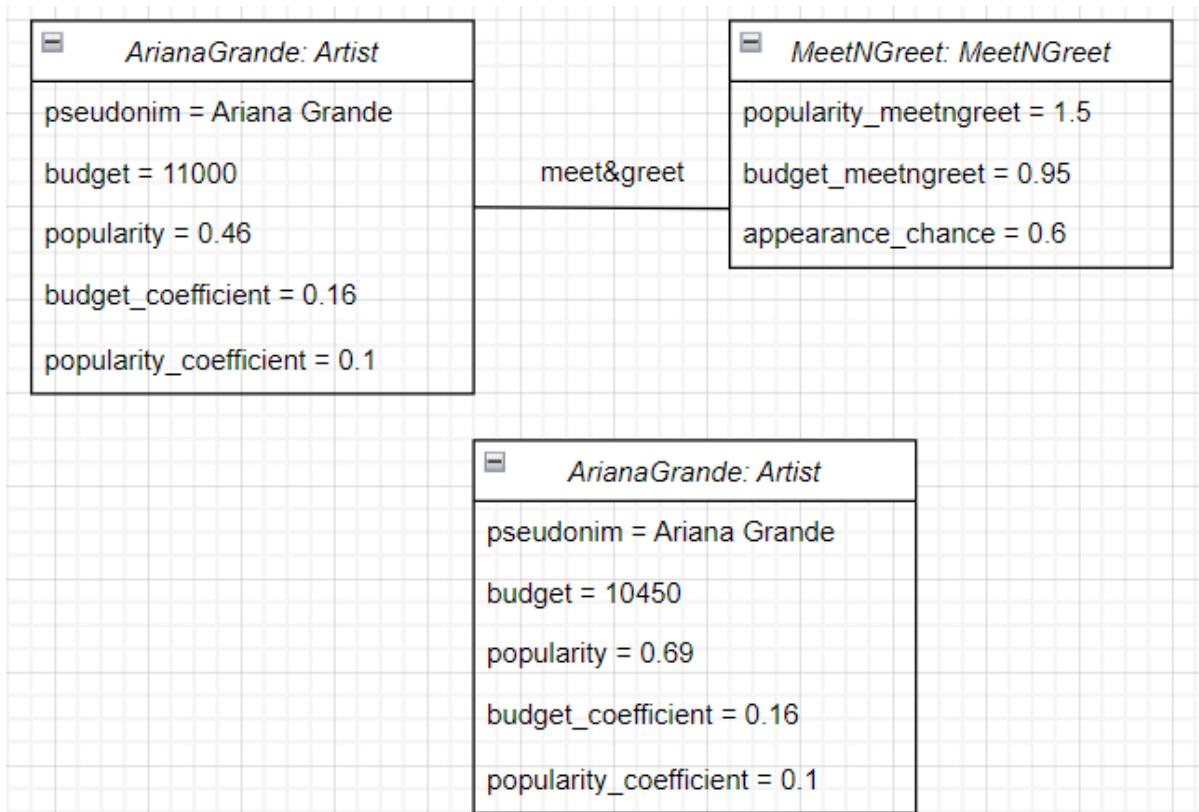 ArianaGrande: Artist
pseudonim = Ariana Grande
budget = 11000
popularity = 0.46
budget_coefficient = 0.16
popularity_coefficient = 0.1
meet&greet
MeetNGreet: MeetNGreet
popularity_meetngreet = 1.5
budget_meetngreet = 0.95
appearance_chance = 0.6
ArianaGrande: Artist
pseudonim = Ariana Grande
budget = 10450
popularity = 0.69
budget_coefficient = 0.16
popularity_coefficient = 0.1